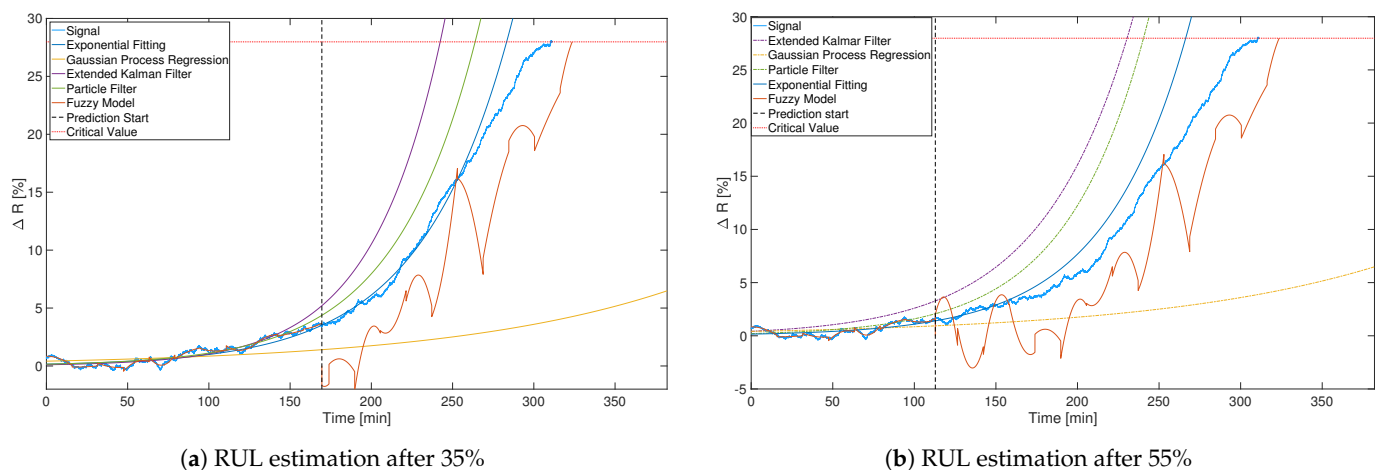 30
25
20
15
10
5
0
Δ R [%]
Signal
Exponential Fitting
Gaussian Process Regression
Extended Kalman Filter
Particle Filter
Fuzzy Model
Prediction Start
Critical Value
0 50 100 150 200 250 300 350
Time [min]
(a) RUL estimation after 35%
30
25
20
15
10
5
0
-5
Δ R [%]
Signal
Extended Kalmar Filter
Gaussian Process Regression
Particle Filter
Exponential Fitting
Fuzzy Model
Prediction start
Critical Value
0 50 100 150 200 250 300 350
Time [min]
(b) RUL estimation after 55%